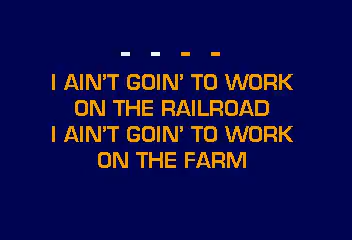 I AIN'T GOIN' TO WORK
ON THE RAILROAD
I AIN'T GOIN' TO WORK
ON THE FARM